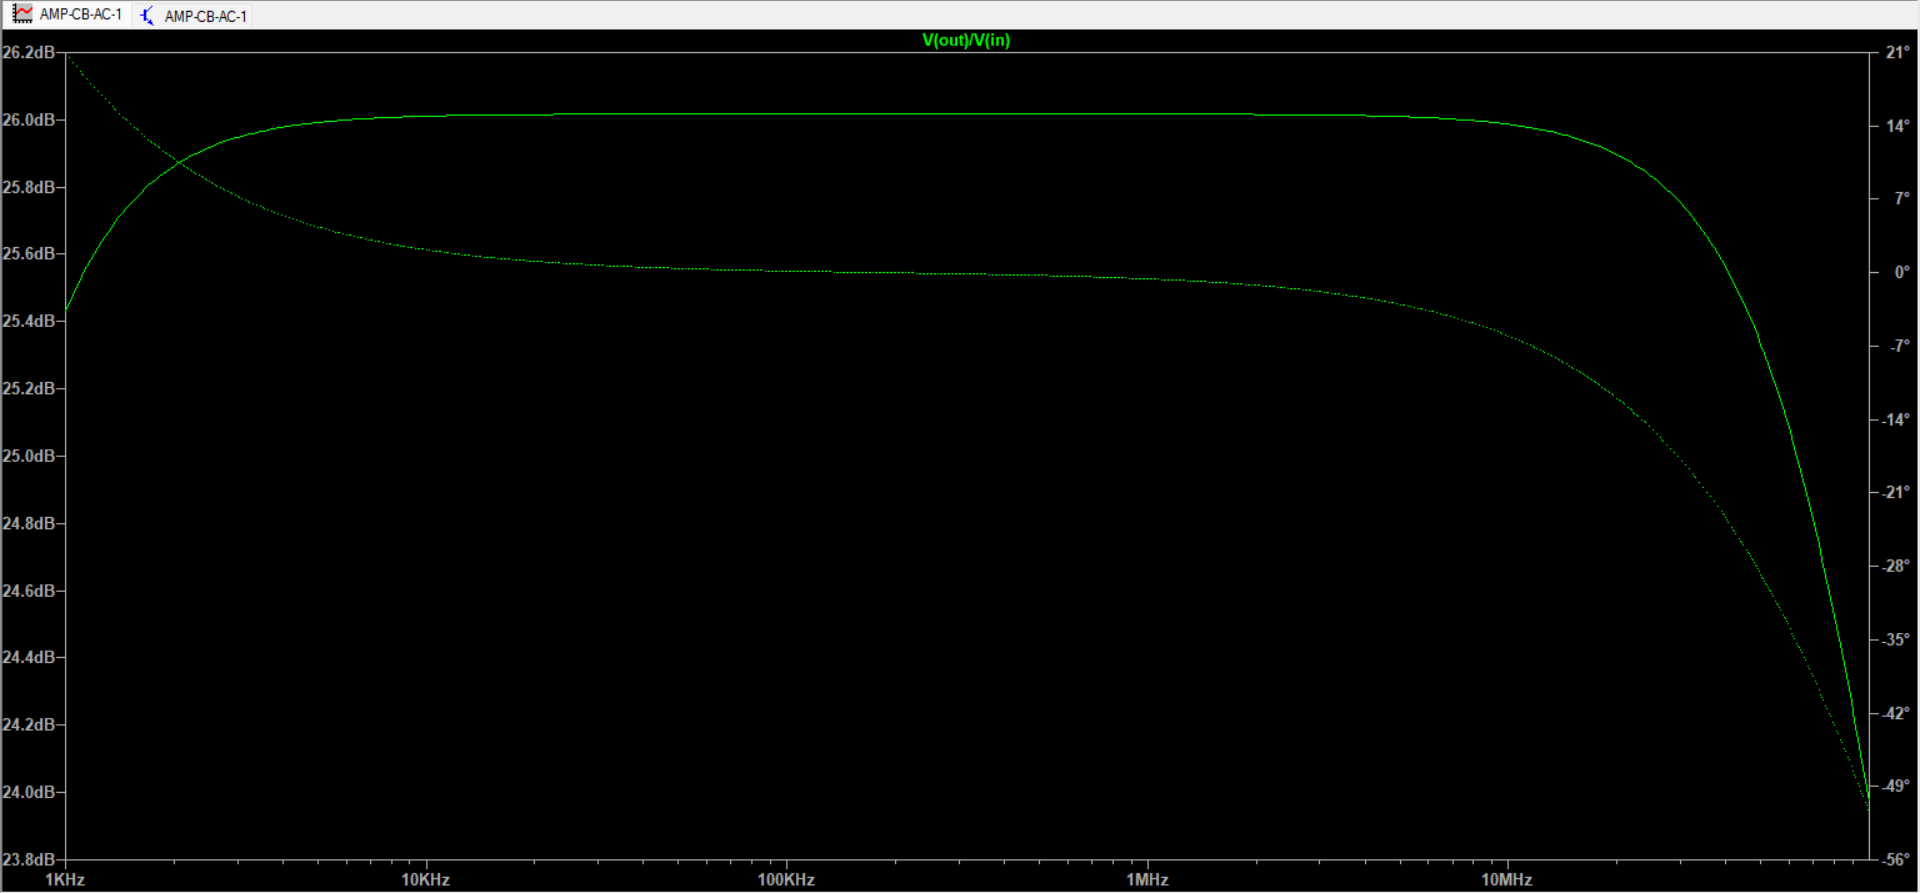 AMP-CB-AC-1 AMP-CB-AC-1
V(out)/V(in)
26.2dB 21°
26.0dB 14°
25.8dB 7°
25.6dB 0°
25.4dB -7°
25.2dB -14°
25.0dB -21°
24.8dB -28°
24.6dB -35°
24.4dB -42°
24.2dB -49°
24.0dB -56°
23.8dB
1KHz 10KHz 100KHz 1MHz 10MHz